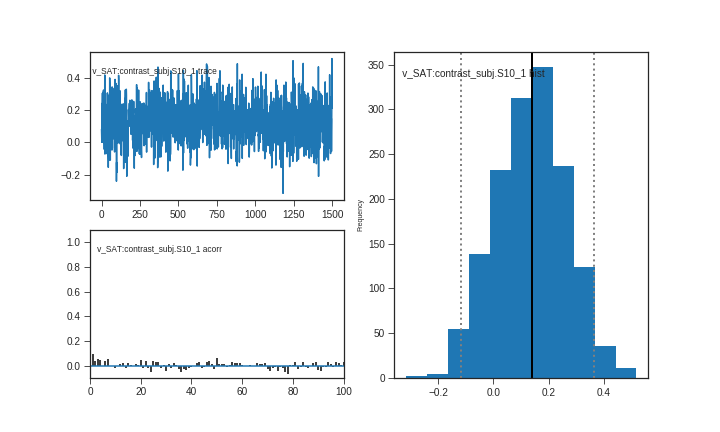 v_SAT:contrast_subj.S10_1 trace
0.4
0.2
0.0
−0.2
0 250 500 750 1000 1250 1500
v_SAT:contrast_subj.S10_1 acorr
1.0
0.8
0.6
0.4
0.2
0.0
0 20 40 60 80 100
v_SAT:contrast_subj.S10_1 hist
Frequency
350
300
250
200
150
100
50
0
−0.2 0.0 0.2 0.4